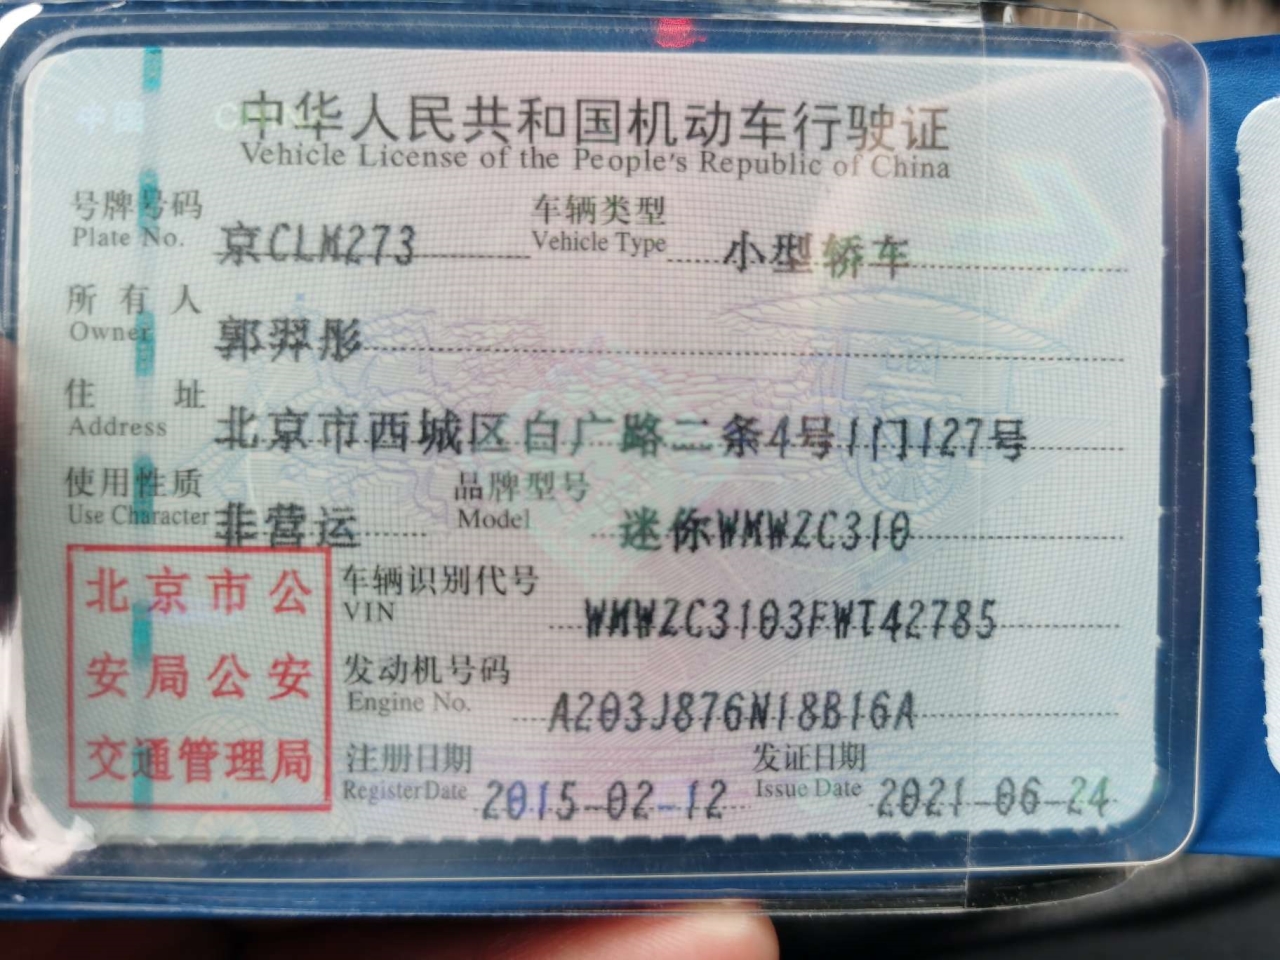 中华人民共和国机动车行驶证
Vehicle License of the People's Republic of China
号牌号码 京CLM273 车辆类型 小型轿车
Plate No. Vehicle Type
所有人 郭羿彤
Owner
住址 北京市西城区白广路二条4号1门127号
Address
使用性质 非营运 品牌型号 迷你WMWZC310
Use Character Model
北京市公
安局公安
交通管理局
车辆识别代号 WMWZC3103FWT42785
VIN
发动机号码 A203J876N18B16A
Engine No.
注册日期 2015-02-12 发证日期 2021-06-24
Register Date Issue Date